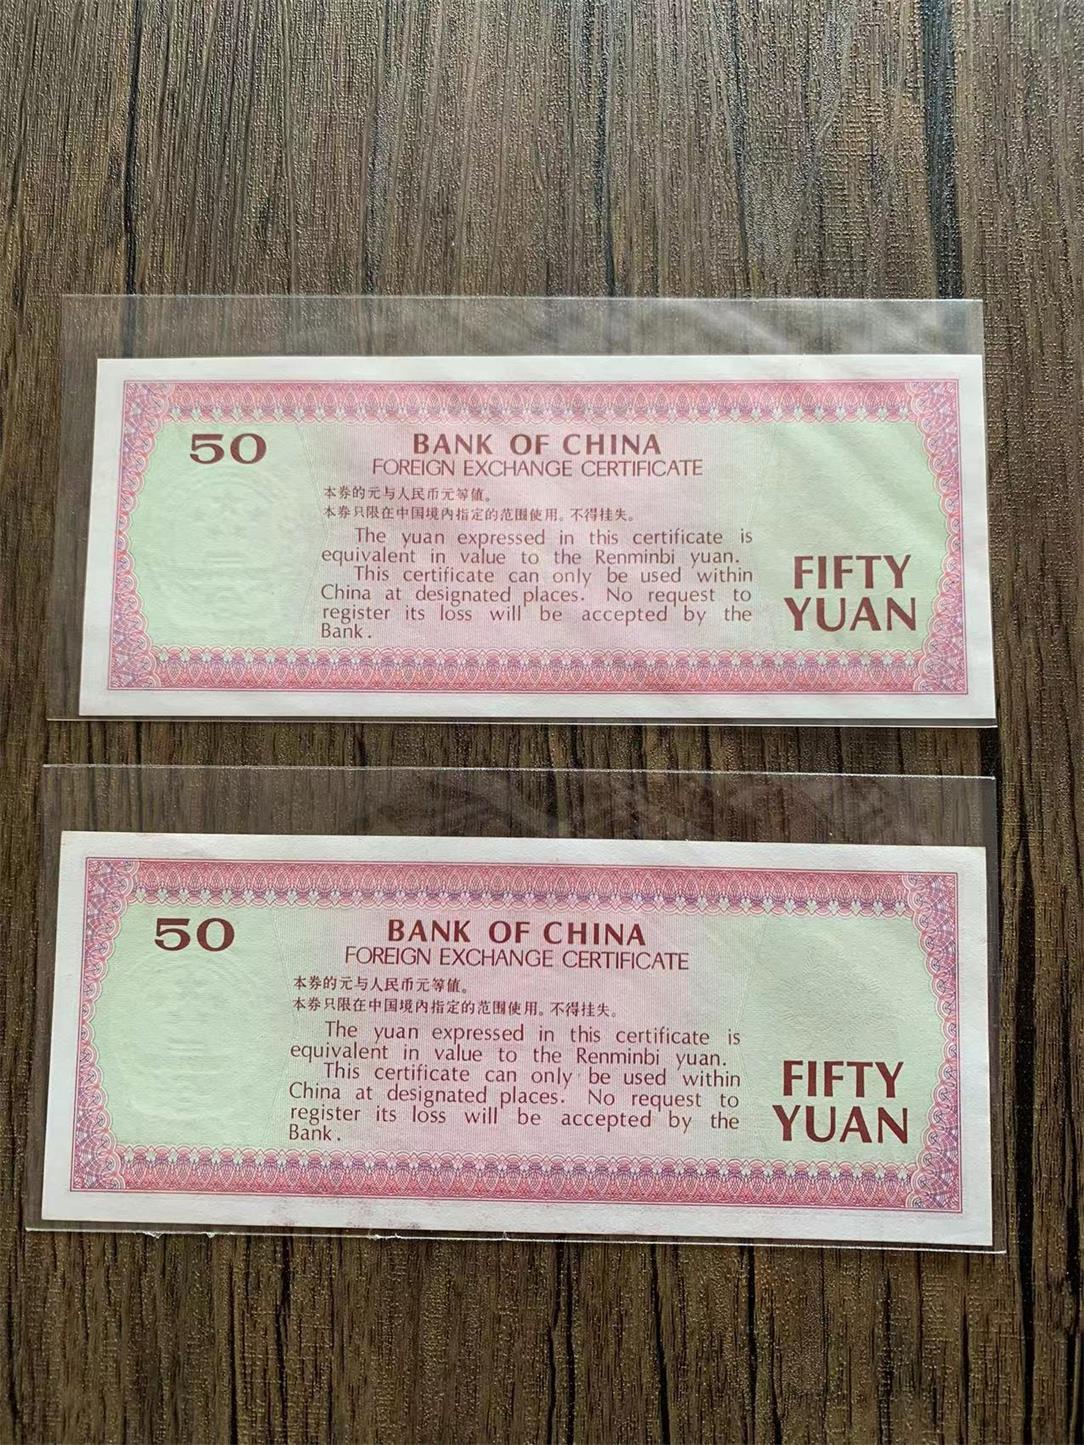 50
BANK OF CHINA
FOREIGN EXCHANGE CERTIFICATE
本券的元与人民币元等值。
本券只限在中国境内指定的范围使用。不得挂失。
The yuan expressed in this certificate is
equivalent in value to the Renminbi yuan.
This certificate can only be used within
China at designated places. No request to
register its loss will be accepted by the
Bank.
FIFTY
YUAN
50
BANK OF CHINA
FOREIGN EXCHANGE CERTIFICATE
本券的元与人民币元等值。
本券只限在中国境内指定的范围使用。不得挂失。
The yuan expressed in this certificate is
equivalent in value to the Renminbi yuan.
This certificate can only be used within
China at designated places. No request to
register its loss will be accepted by the
Bank.
FIFTY
YUAN